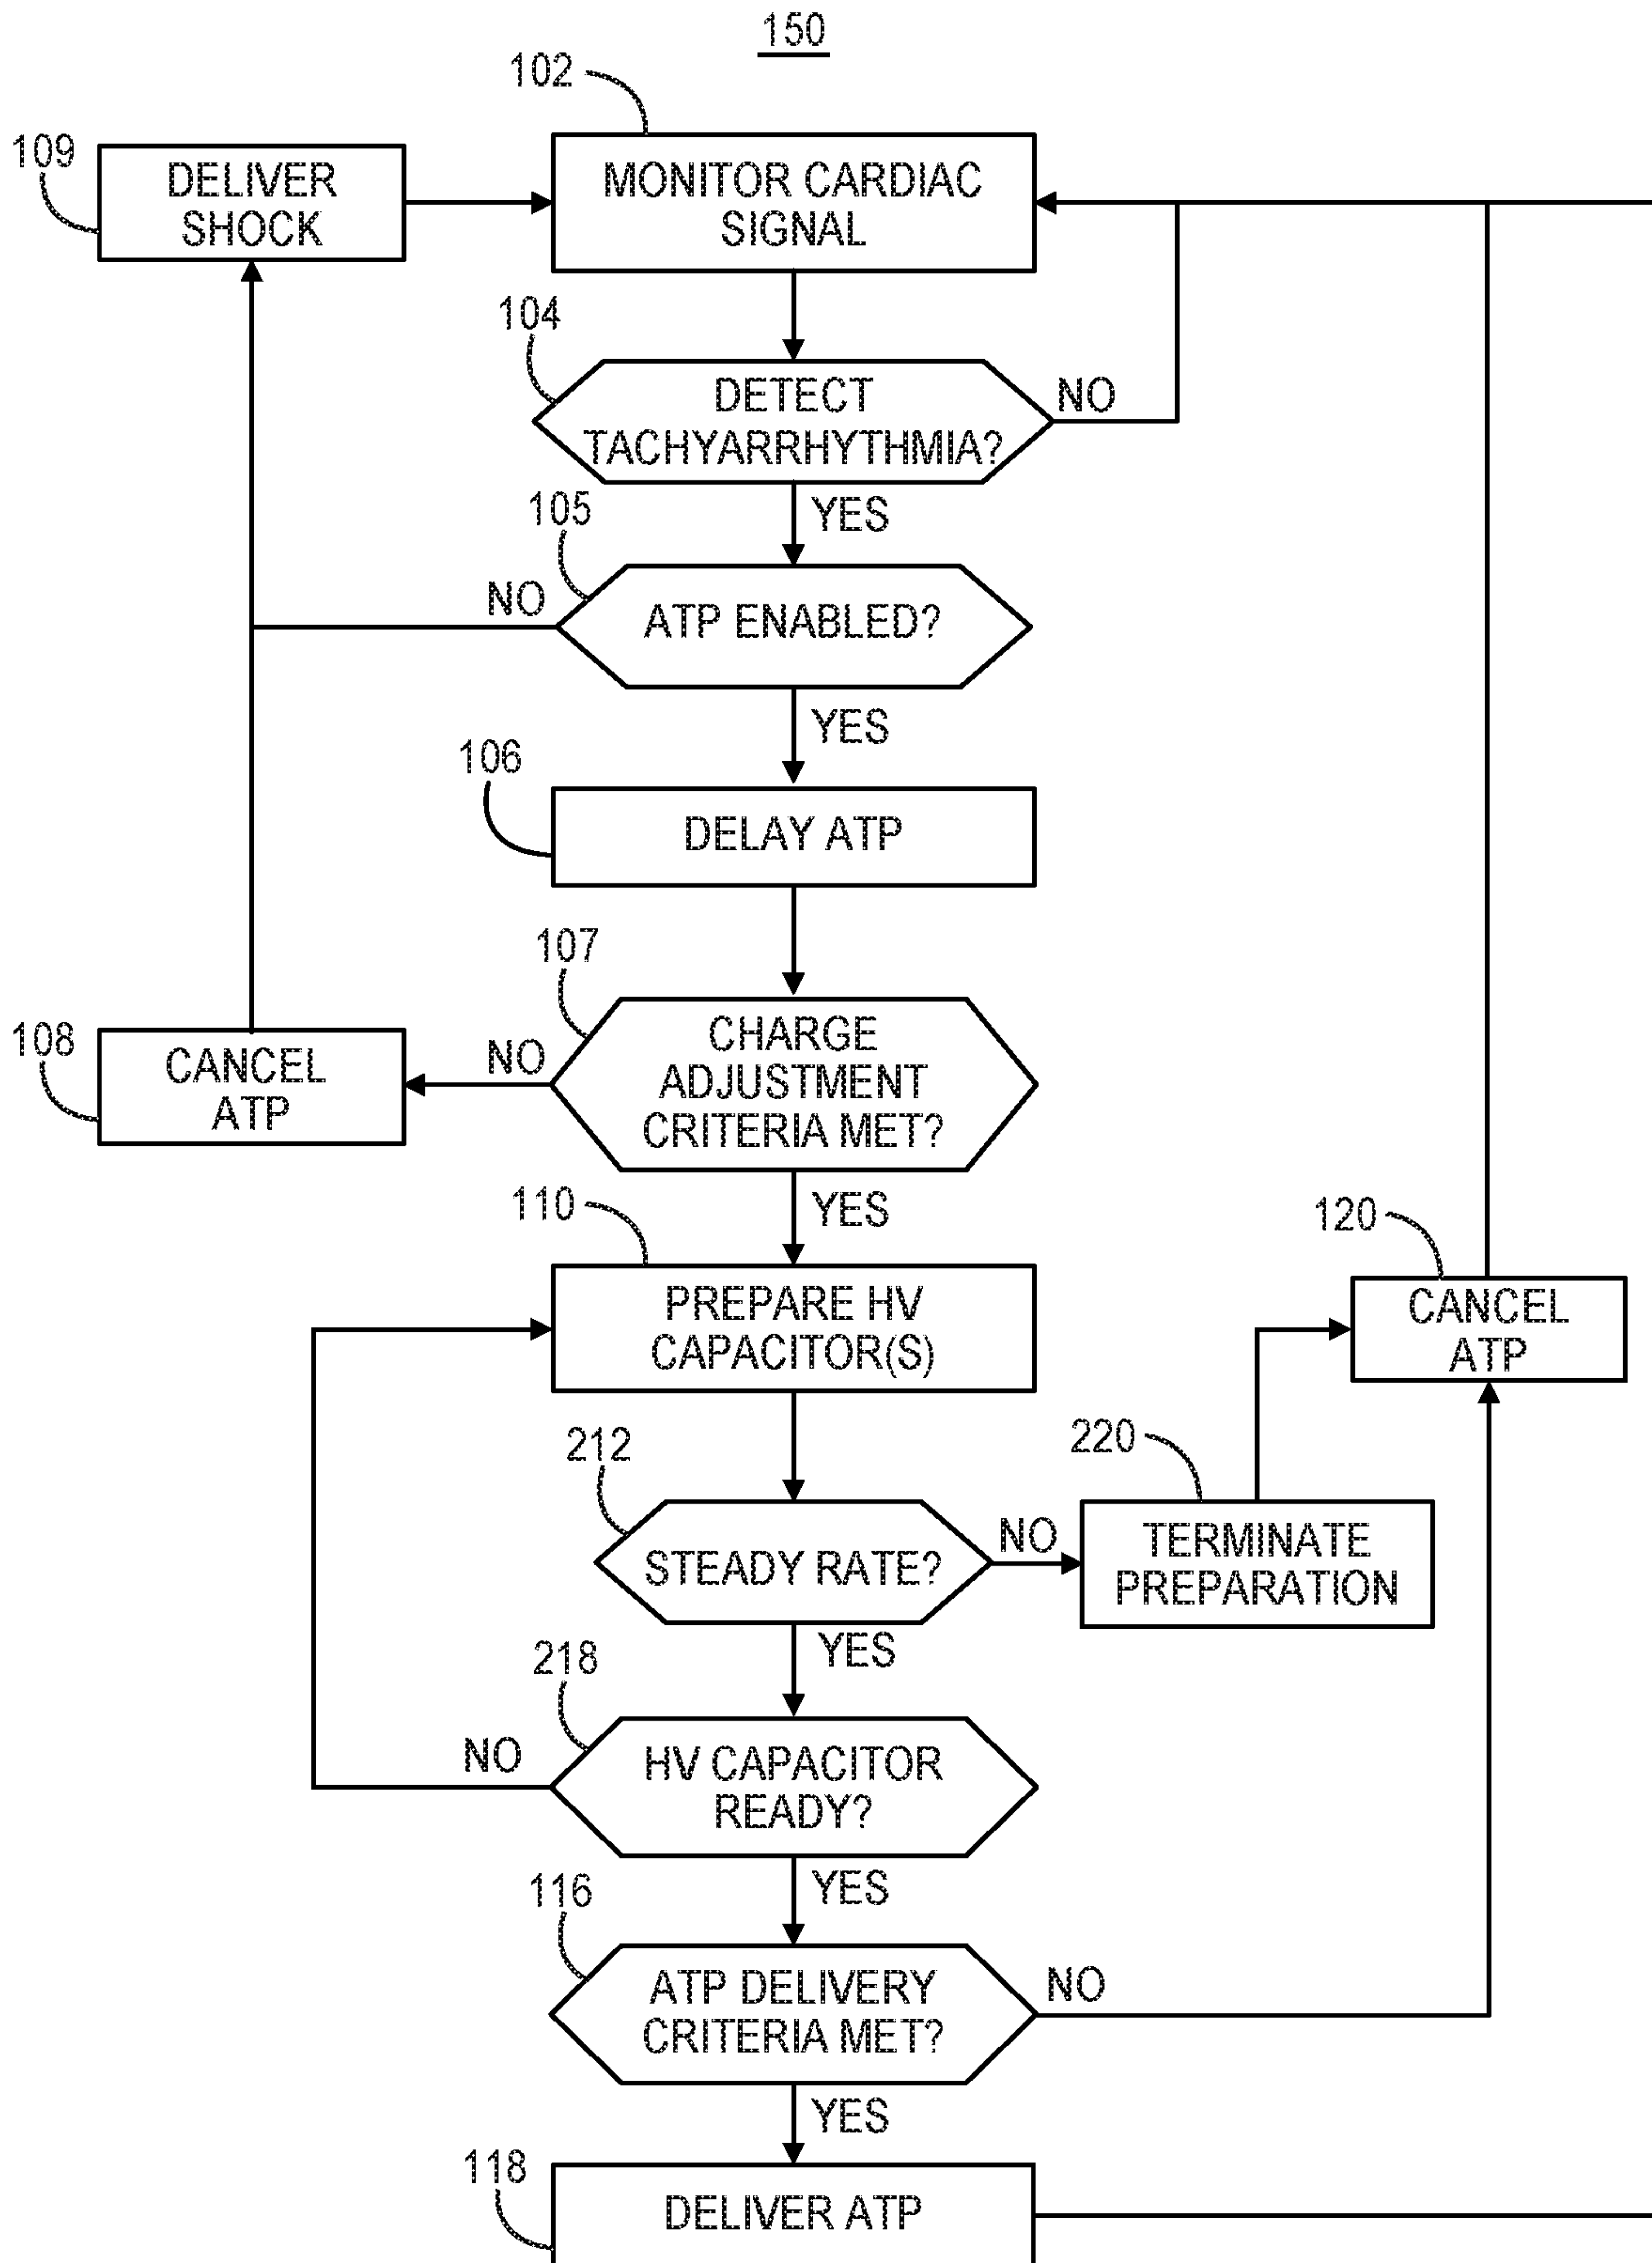 150
102
109
DELIVER
SHOCK
MONITOR CARDIAC
SIGNAL
104
DETECT
TACHYARRHYTHMIA?
NO
YES
105
NO
ATP ENABLED?
YES
106
DELAY ATP
107
CHARGE
ADJUSTMENT
CRITERIA MET?
NO
108
CANCEL
ATP
YES
110
PREPARE HV
CAPACITOR(S)
120
CANCEL
ATP
212
STEADY RATE?
NO
220
TERMINATE
PREPARATION
YES
218
NO
HV CAPACITOR
READY?
YES
116
ATP DELIVERY
CRITERIA MET?
NO
YES
118
DELIVER ATP